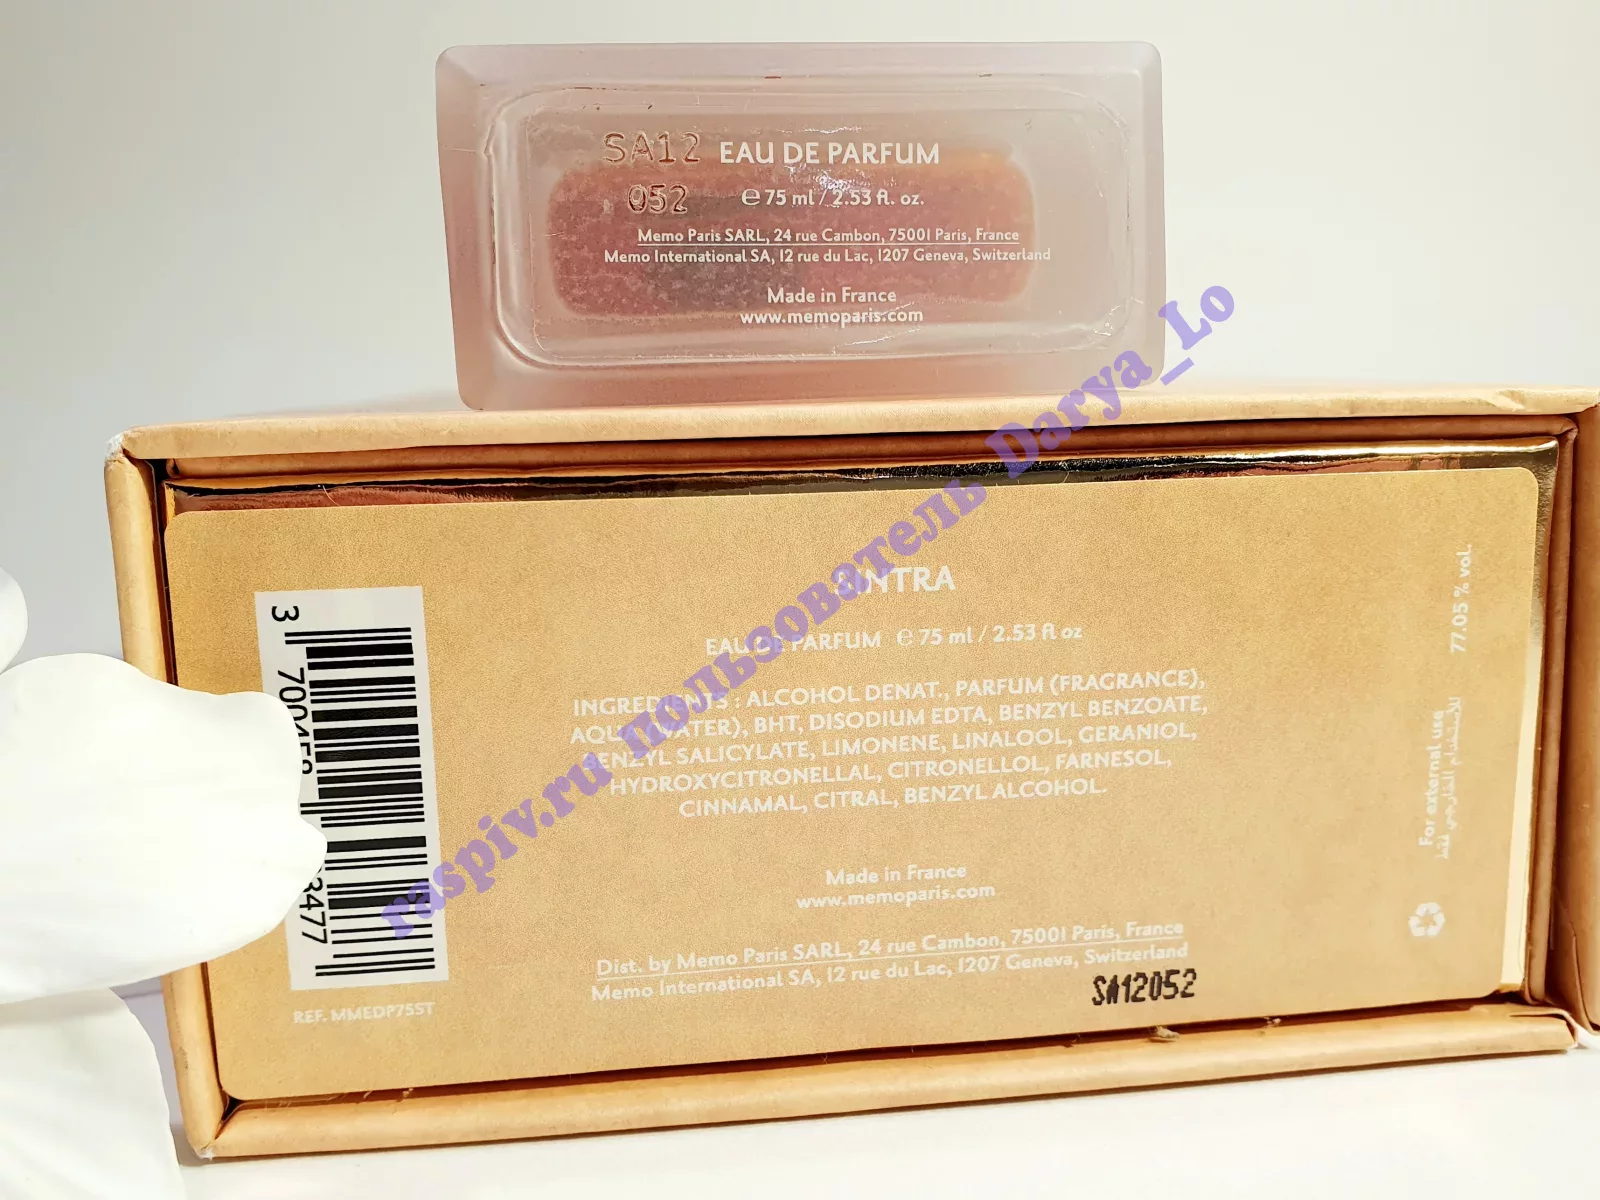 SA12
052
EAU DE PARFUM
e 75 ml / 2.53 fl. oz.
Memo Paris SARL, 24 rue Cambon, 75001 Paris, France
Memo International SA, 12 rue du Lac, 1207 Geneva, Switzerland
Made in France
www.memoparis.com
SINTRA
EAU DE PARFUM e 75 ml / 2.53 fl oz
INGREDIENTS : ALCOHOL DENAT., PARFUM (FRAGRANCE),
AQUA (WATER), BHT, DISODIUM EDTA, BENZYL BENZOATE,
BENZYL SALICYLATE, LIMONENE, LINALOOL, GERANIOL,
HYDROXYCITRONELLAL, CITRONELLOL, FARNESOL,
CINNAMAL, CITRAL, BENZYL ALCOHOL.
Made in France
www.memoparis.com
Dist. by Memo Paris SARL, 24 rue Cambon, 75001 Paris, France
Memo International SA, 12 rue du Lac, 1207 Geneva, Switzerland
SA12052
3
3477
REF. MMEDP75ST
77.05 % vol.
For external use
للاستخدام الخارجي فقط
raspiv.ru пользователь Darya_Lo